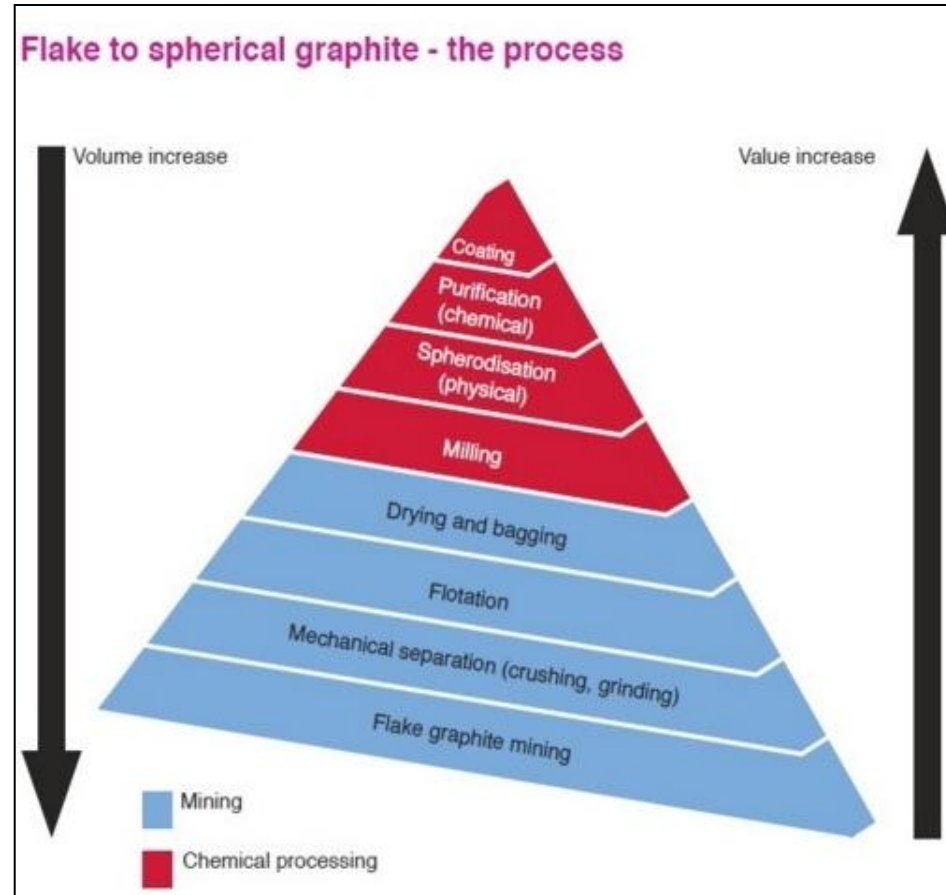 Flake to spherical graphite - the process
Volume increase
Value increase
Coating
Purification
(chemical)
Spherodisation
(physical)
Milling
Drying and bagging
Flotation
Mechanical separation (crushing, grinding)
Flake graphite mining
Mining
Chemical processing